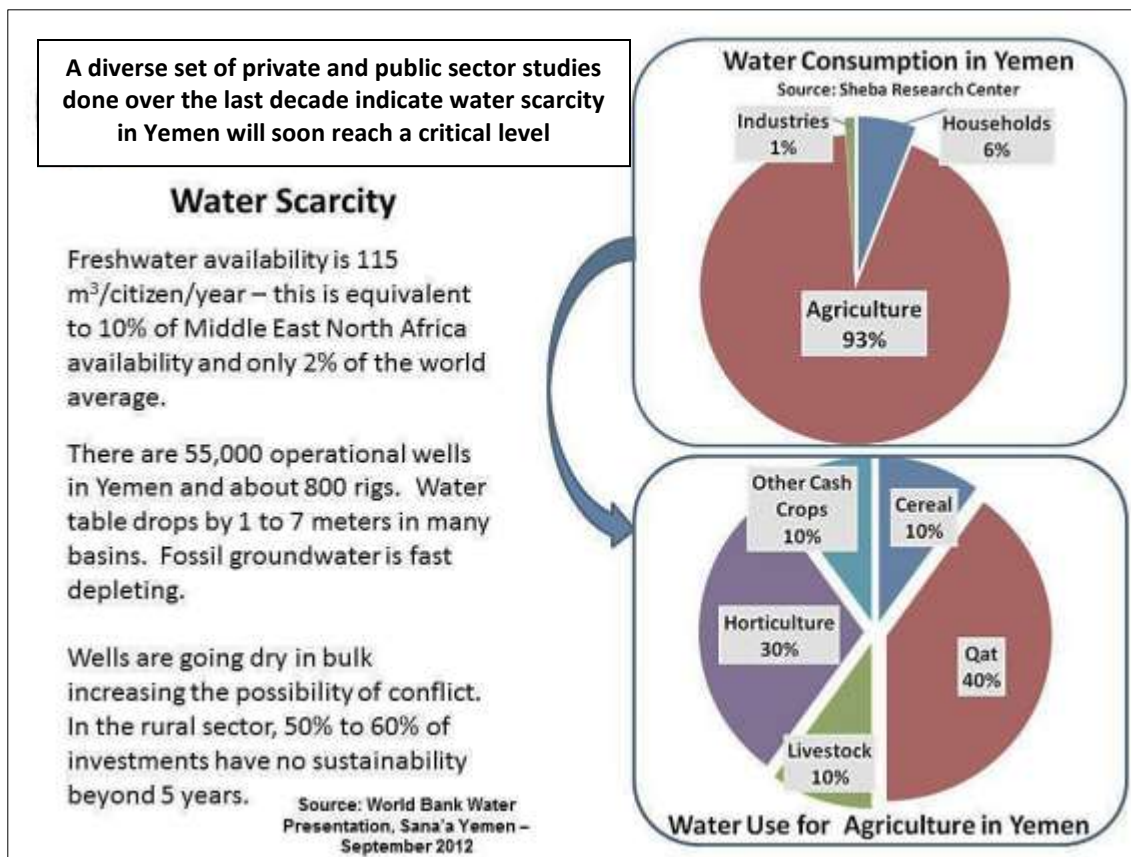 A diverse set of private and public sector studies
done over the last decade indicate water scarcity
in Yemen will soon reach a critical level
Water Scarcity
Freshwater availability is 115
m³/citizen/year – this is equivalent
to 10% of Middle East North Africa
availability and only 2% of the world
average.
There are 55,000 operational wells
in Yemen and about 800 rigs.  Water
table drops by 1 to 7 meters in many
basins.  Fossil groundwater is fast
depleting.
Wells are going dry in bulk
increasing the possibility of conflict.
In the rural sector, 50% to 60% of
investments have no sustainability
beyond 5 years.
Source: World Bank Water
Presentation, Sana'a Yemen –
September 2012
Water Consumption in Yemen
Source: Sheba Research Center
Industries
1%
Households
6%
Agriculture
93%
Other Cash
Crops
10%
Cereal
10%
Horticulture
30%
Qat
40%
Livestock
10%
Water Use for Agriculture in Yemen